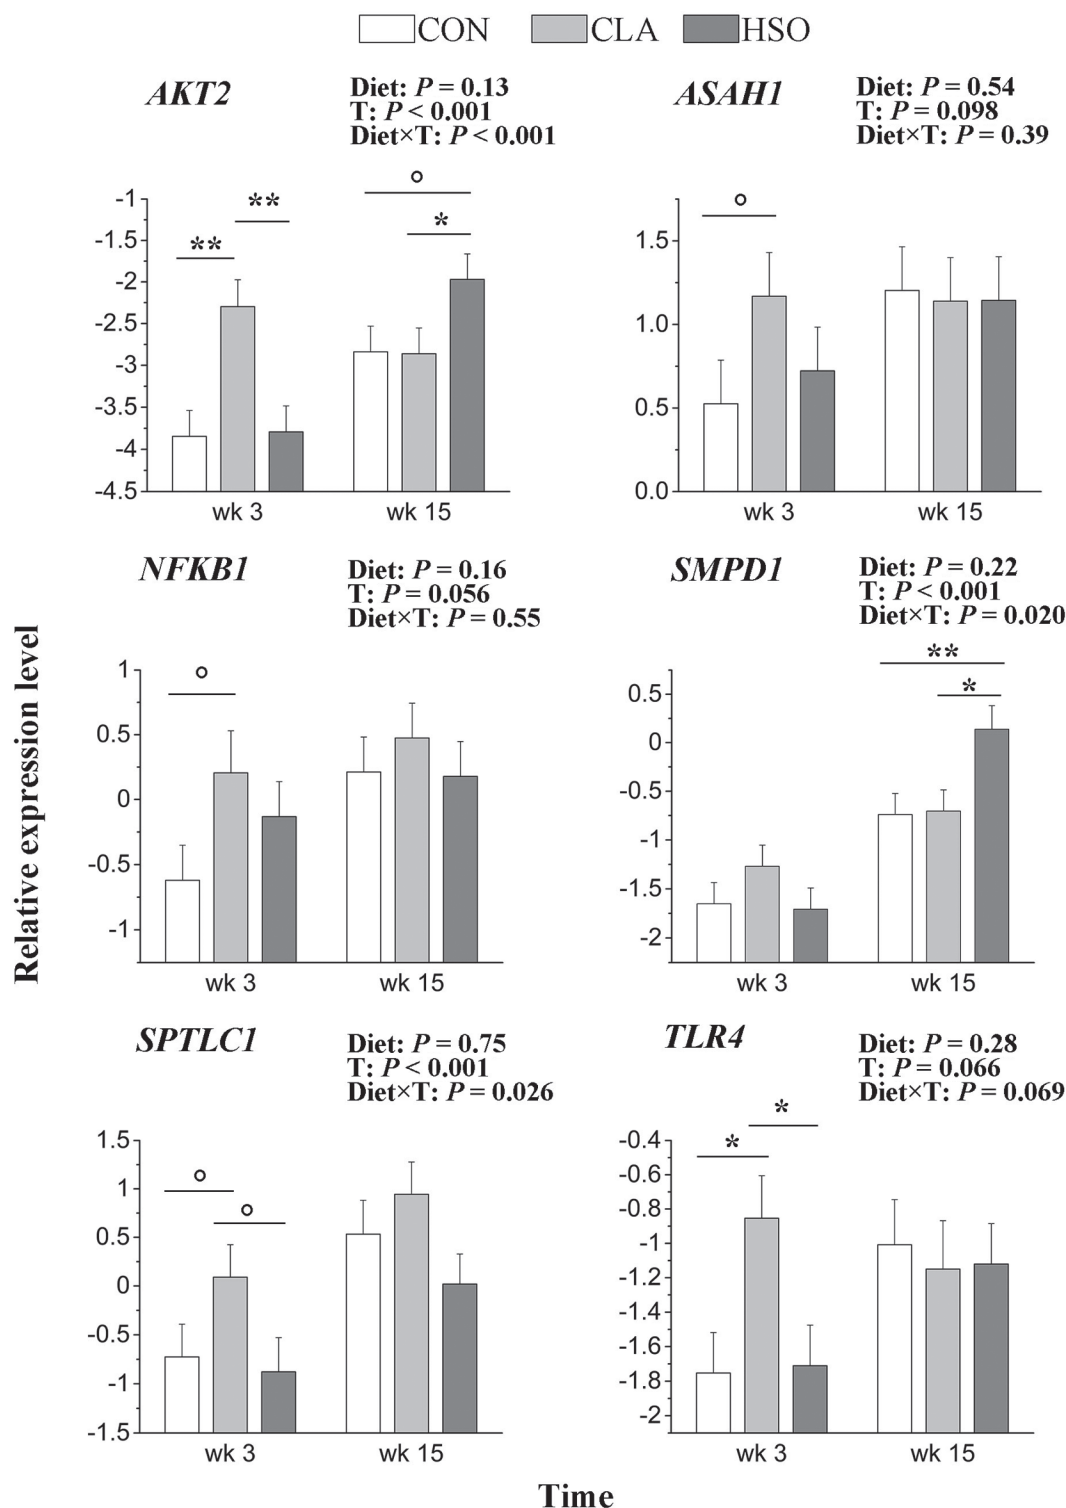 CON CLA HSO
AKT2
Diet: P = 0.13
T: P < 0.001
Diet×T: P < 0.001
° ** ** *
-1
-1.5
-2
-2.5
-3
-3.5
-4
-4.5
wk 3 wk 15
ASAH1
Diet: P = 0.54
T: P = 0.098
Diet×T: P = 0.39
°
1.5
1.0
0.5
0.0
wk 3 wk 15
NFKB1
Diet: P = 0.16
T: P = 0.056
Diet×T: P = 0.55
°
1
0.5
0
-0.5
-1
wk 3 wk 15
SMPD1
Diet: P = 0.22
T: P < 0.001
Diet×T: P = 0.020
**
*
0.5
0
-0.5
-1
-1.5
-2
wk 3 wk 15
SPTLC1
Diet: P = 0.75
T: P < 0.001
Diet×T: P = 0.026
°
°
1.5
1
0.5
0
-0.5
-1
-1.5
wk 3 wk 15
TLR4
Diet: P = 0.28
T: P = 0.066
Diet×T: P = 0.069
*
*
-0.4
-0.6
-0.8
-1
-1.2
-1.4
-1.6
-1.8
-2
wk 3 wk 15
Relative expression level
Time